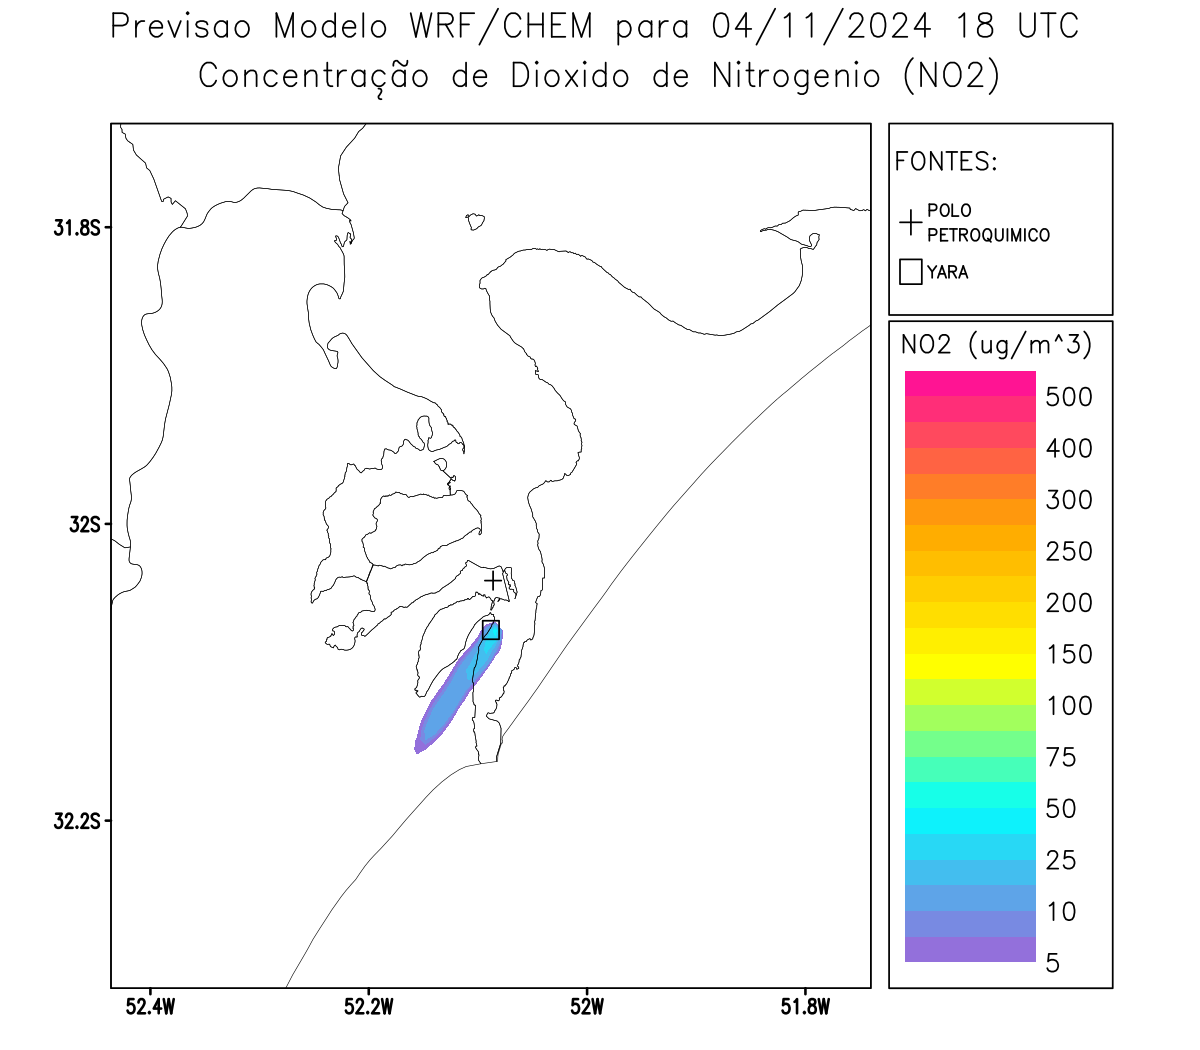 Previsao Modelo WRF/CHEM para 04/11/2024 18 UTC
Concentração de Dioxido de Nitrogenio (NO2)
FONTES:
POLO
PETROQUIMICO
YARA
NO2 (ug/m^3)
500
400
300
250
200
150
100
75
50
25
10
5
31.8S
32S
32.2S
52.4W
52.2W
52W
51.8W